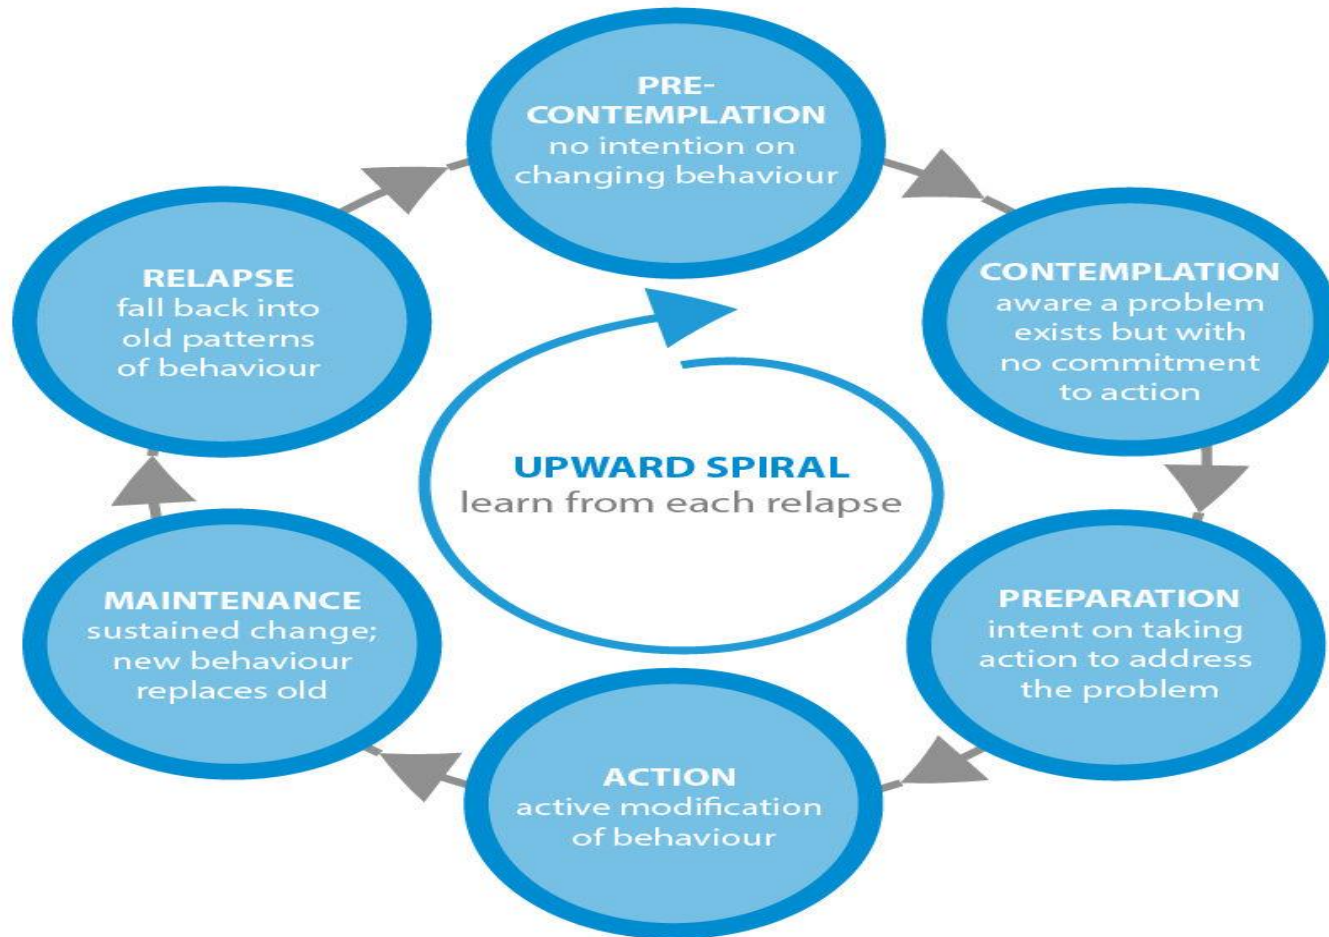 PRE-
CONTEMPLATION
no intention on
changing behaviour
CONTEMPLATION
aware a problem
exists but with
no commitment
to action
PREPARATION
intent on taking
action to address
the problem
ACTION
active modification
of behaviour
MAINTENANCE
sustained change;
new behaviour
replaces old
RELAPSE
fall back into
old patterns
of behaviour
UPWARD SPIRAL
learn from each relapse